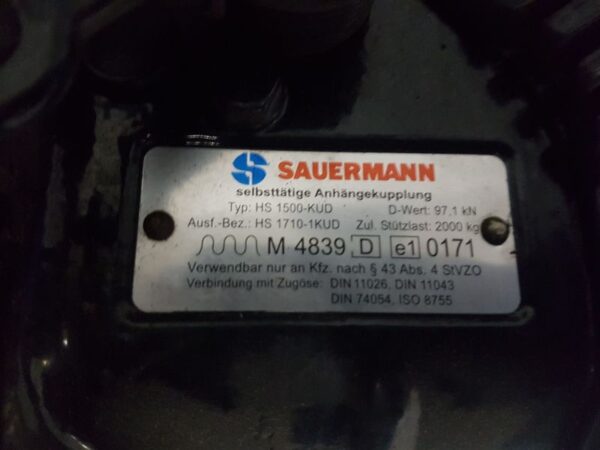 SAUERMANN
selbsttätige Anhängekupplung
Typ: HS 1500-KUD D-Wert: 97,1 kN
Ausf.-Bez.: HS 1710-1KUD Zul. Stützlast: 2000 kg
M 4839 D e1 0171
Verwendbar nur an Kfz. nach § 43 Abs. 4 StVZO
Verbindung mit Zugöse: DIN 11026, DIN 11043
DIN 74054, ISO 8755